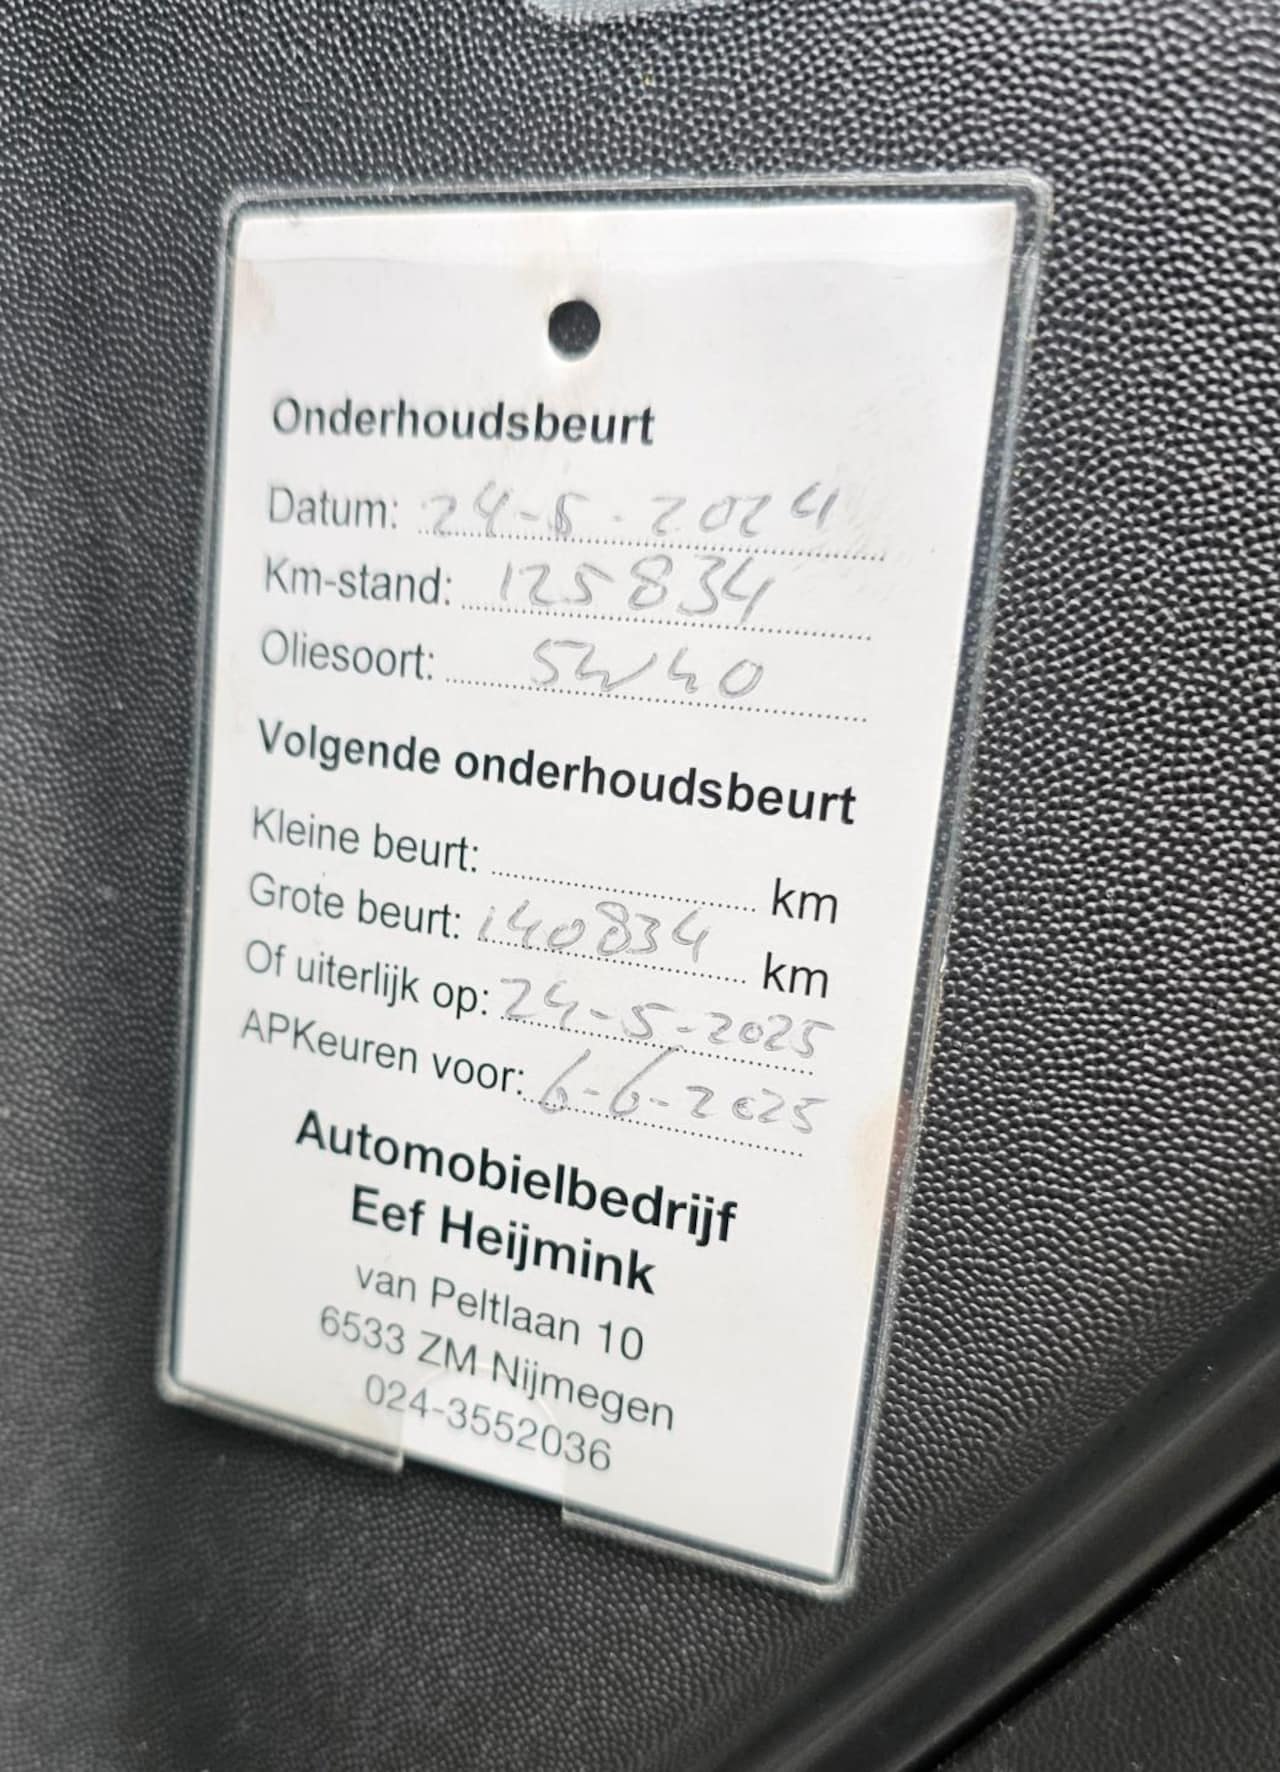 Onderhoudsbeurt
Datum: 24-5-2024
Km-stand: 125834
Oliesoort: 5W40
Volgende onderhoudsbeurt
Kleine beurt: km
Grote beurt: 140834 km
Of uiterlijk op: 24-5-2025
APKeuren voor: 6-6-2025
Automobielbedrijf
Eef Heijmink
van Peltlaan 10
6533 ZM Nijmegen
024-3552036